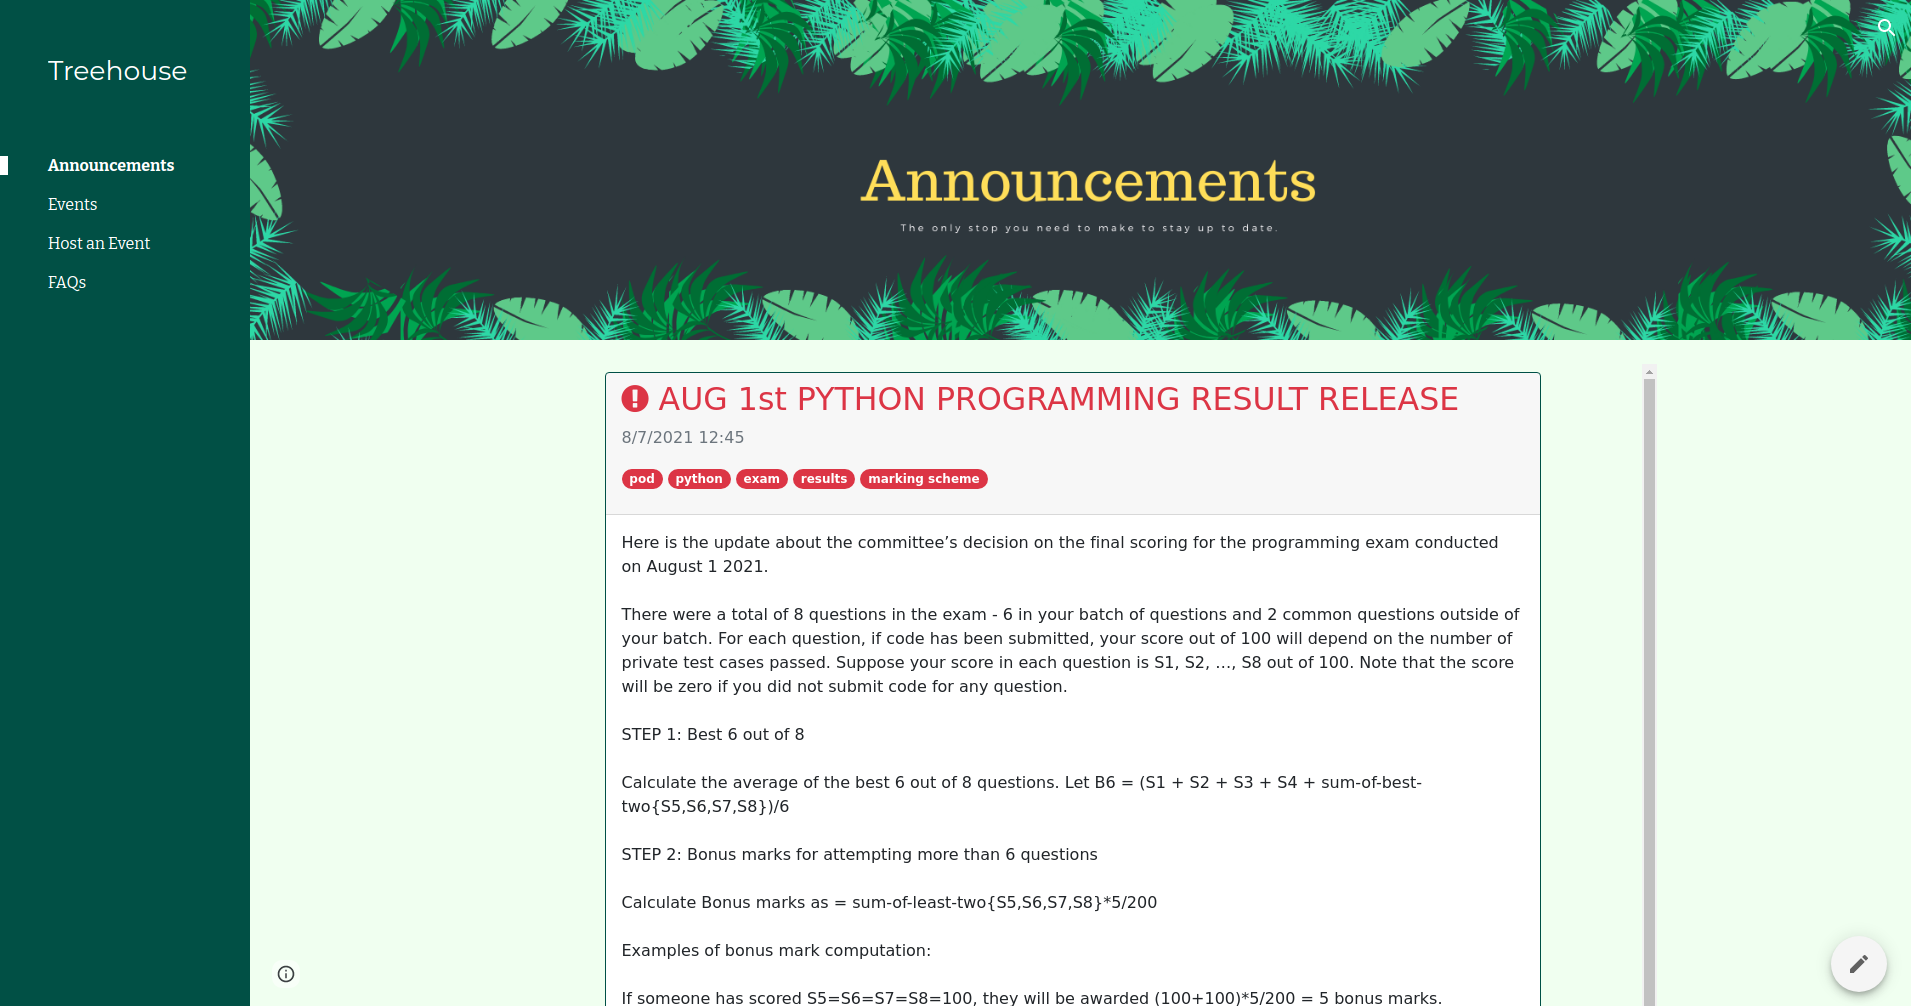 Treehouse
Announcements
Events
Host an Event
FAQs
Announcements
The only stop you need to make to stay up to date.
AUG 1st PYTHON PROGRAMMING RESULT RELEASE
8/7/2021 12:45
pod python exam results marking scheme
Here is the update about the committee’s decision on the final scoring for the programming exam conducted
on August 1 2021.
There were a total of 8 questions in the exam - 6 in your batch of questions and 2 common questions outside of
your batch. For each question, if code has been submitted, your score out of 100 will depend on the number of
private test cases passed. Suppose your score in each question is S1, S2, ..., S8 out of 100. Note that the score
will be zero if you did not submit code for any question.
STEP 1: Best 6 out of 8
Calculate the average of the best 6 out of 8 questions. Let B6 = (S1 + S2 + S3 + S4 + sum-of-best-
two{S5,S6,S7,S8})/6
STEP 2: Bonus marks for attempting more than 6 questions
Calculate Bonus marks as = sum-of-least-two{S5,S6,S7,S8}*5/200
Examples of bonus mark computation:
If someone has scored S5=S6=S7=S8=100, they will be awarded (100+100)*5/200 = 5 bonus marks.